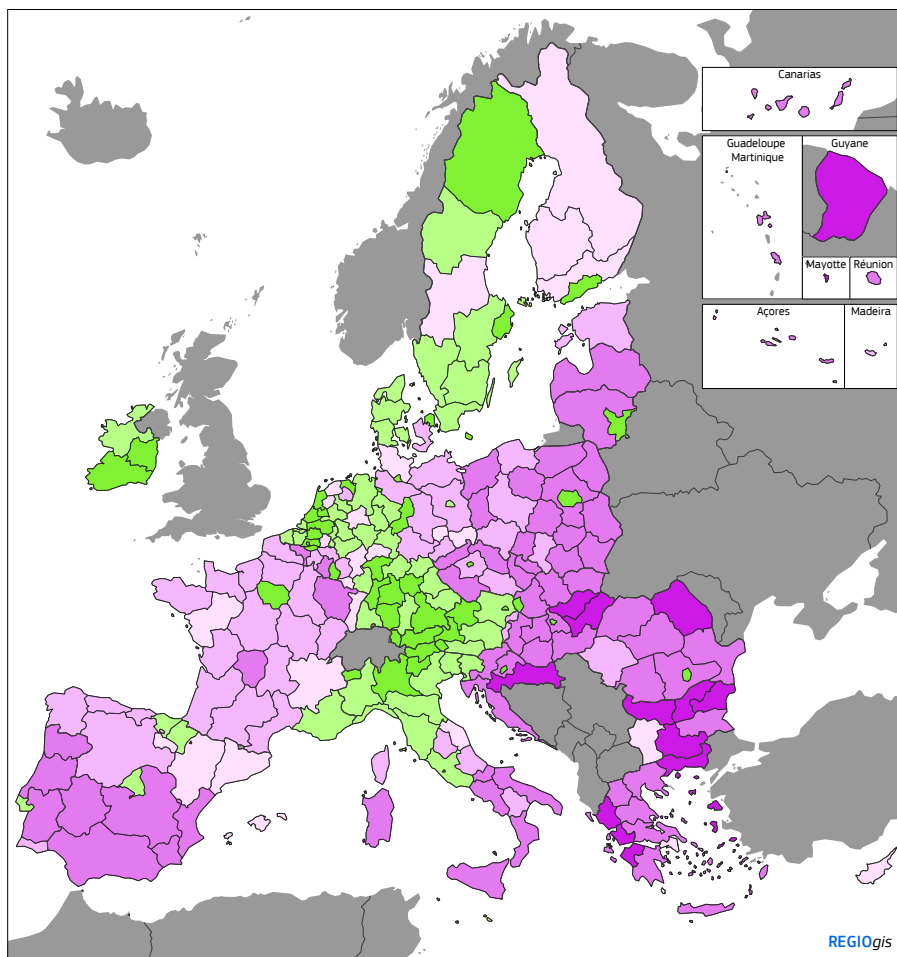 Canarias
Guadeloupe
Martinique
Guyane
Mayotte
Réunion
Açores
Madeira
REGIOgis